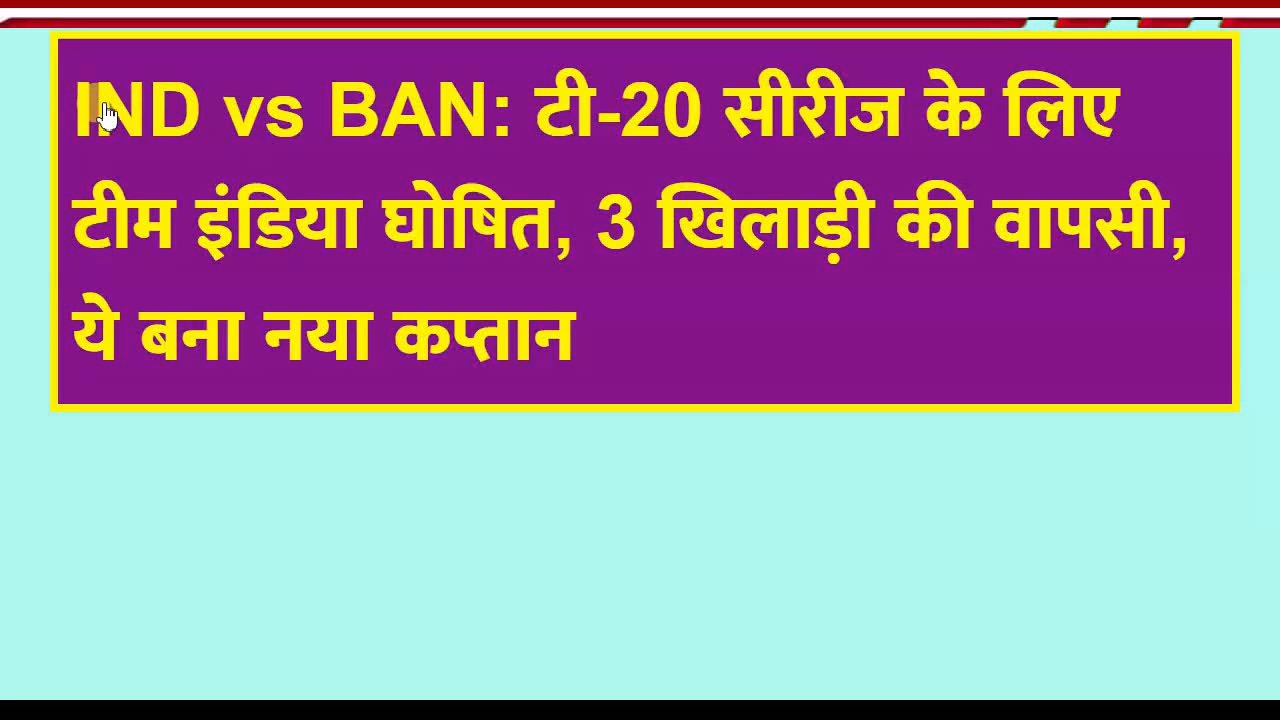 IND vs BAN: टी-20 सीरीज के लिए
टीम इंडिया घोषित, 3 खिलाड़ी की वापसी,
ये बना नया कप्तान